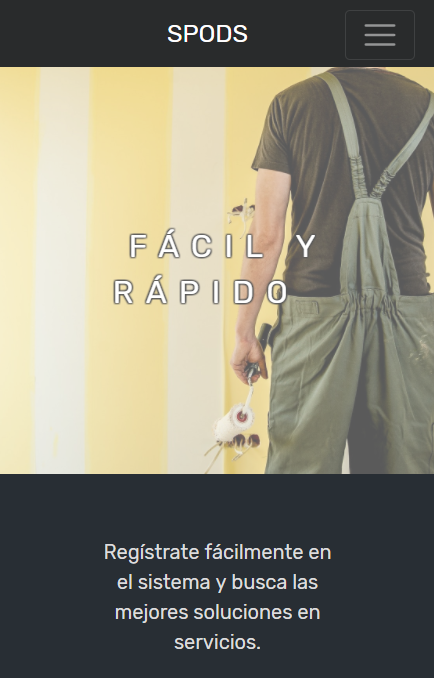 SPODS
FÁCIL Y
RÁPIDO
Regístrate fácilmente en
el sistema y busca las
mejores soluciones en
servicios.